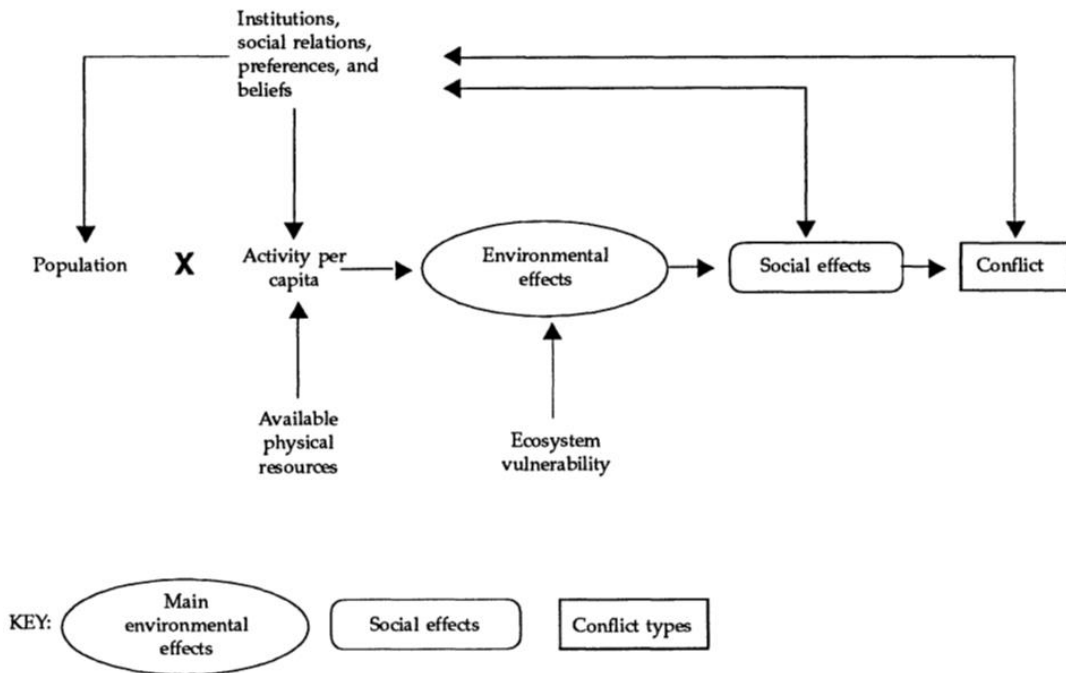 Institutions,
social relations,
preferences, and
beliefs
Population X Activity per
capita
Environmental
effects
Social effects
Conflict
Available
physical
resources
Ecosystem
vulnerability
KEY:
Main
environmental
effects
Social effects
Conflict types